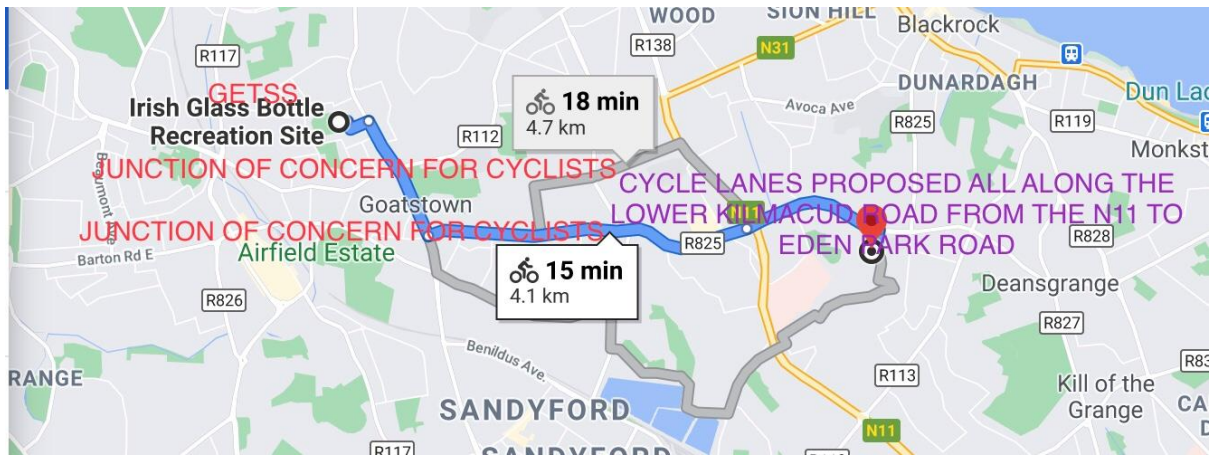 WOOD
SION HILL
Blackrock
R117
R138
N31
DUNARDAGH
GETSS
Irish Glass Bottle
Recreation Site
18 min
4.7 km
Avoca Ave
Dun Lao
R112
R825
R119
Monkst
JUNCTION OF CONCERN FOR CYCLISTS
CYCLE LANES PROPOSED ALL ALONG THE
LOWER KILMACUD ROAD FROM THE N11 TO
EDEN PARK ROAD
Goatstown
N11
JUNCTION OF CONCERN FOR CYCLISTS
R825
R828
Barton Rd E
Airfield Estate
15 min
4.1 km
Deansgrange
R826
R827
Benildus Ave.
RANGE
R113
Kill of the
Grange
SANDYFORD
N11
R117
SANDYFORD